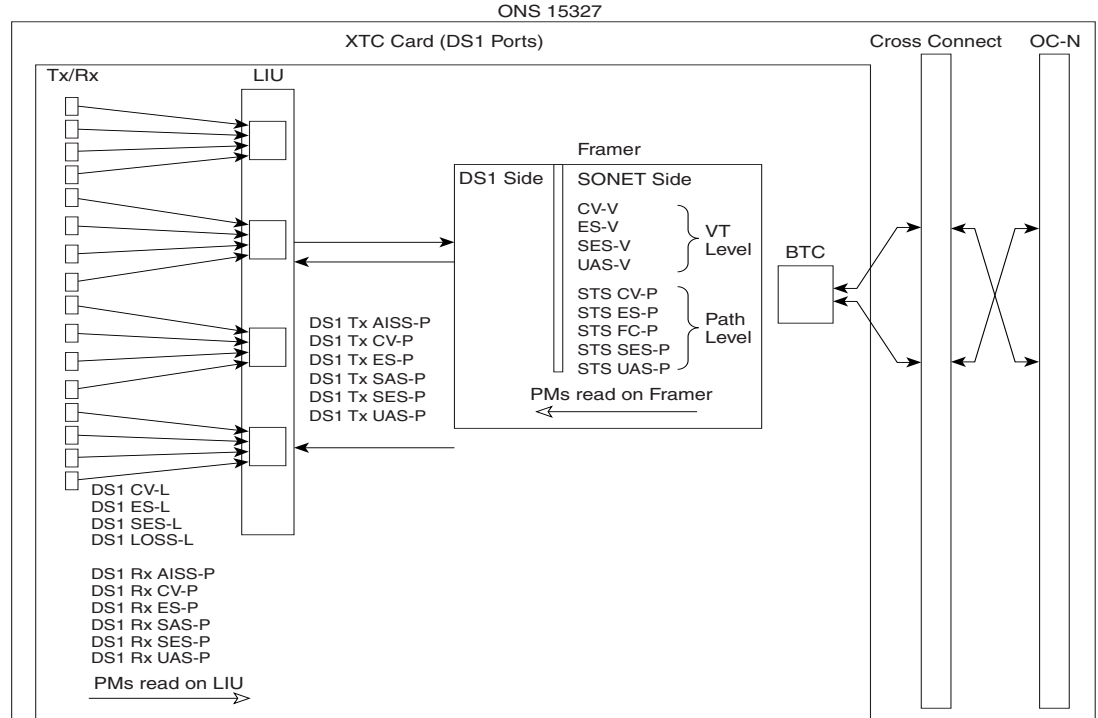 ONS 15327
XTC Card (DS1 Ports)
Cross Connect
OC-N
Tx/Rx
LIU
Framer
DS1 Side
SONET Side
CV-V
ES-V
SES-V
UAS-V
VT
Level
BTC
STS CV-P
STS ES-P
STS FC-P
STS SES-P
STS UAS-P
Path
Level
PMs read on Framer
DS1 Tx AISS-P
DS1 Tx CV-P
DS1 Tx ES-P
DS1 Tx SAS-P
DS1 Tx SES-P
DS1 Tx UAS-P
DS1 CV-L
DS1 ES-L
DS1 SES-L
DS1 LOSS-L
DS1 Rx AISS-P
DS1 Rx CV-P
DS1 Rx ES-P
DS1 Rx SAS-P
DS1 Rx SES-P
DS1 Rx UAS-P
PMs read on LIU